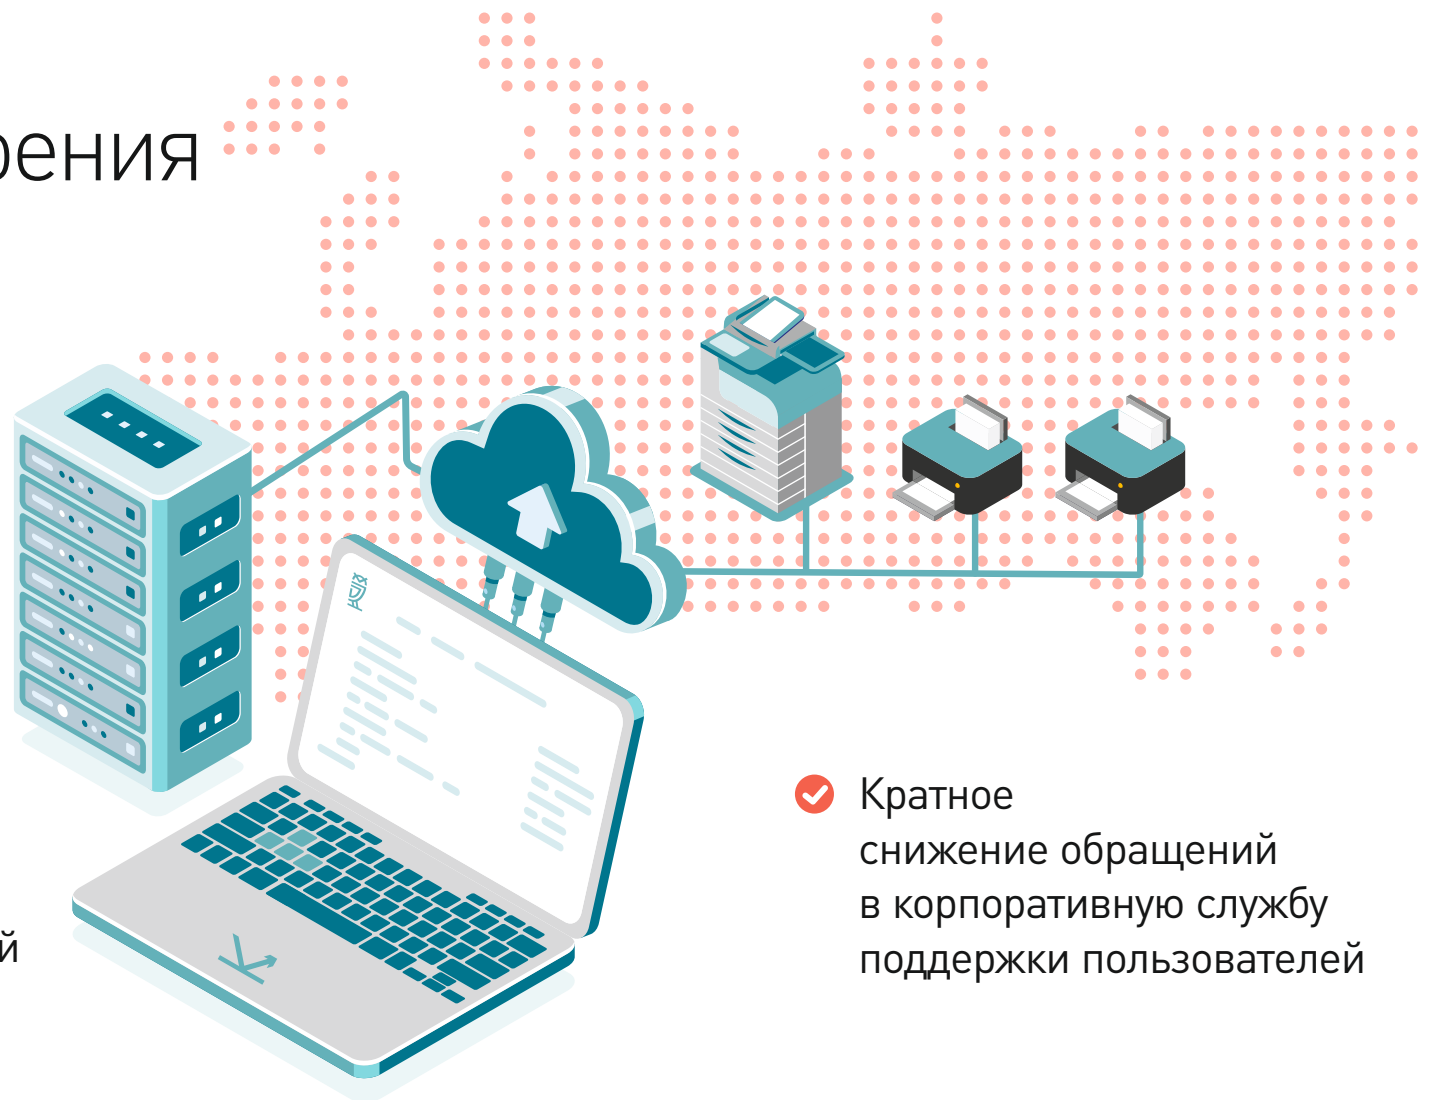 рения
й
Кратное
снижение обращений
в корпоративную службу
поддержки пользователей